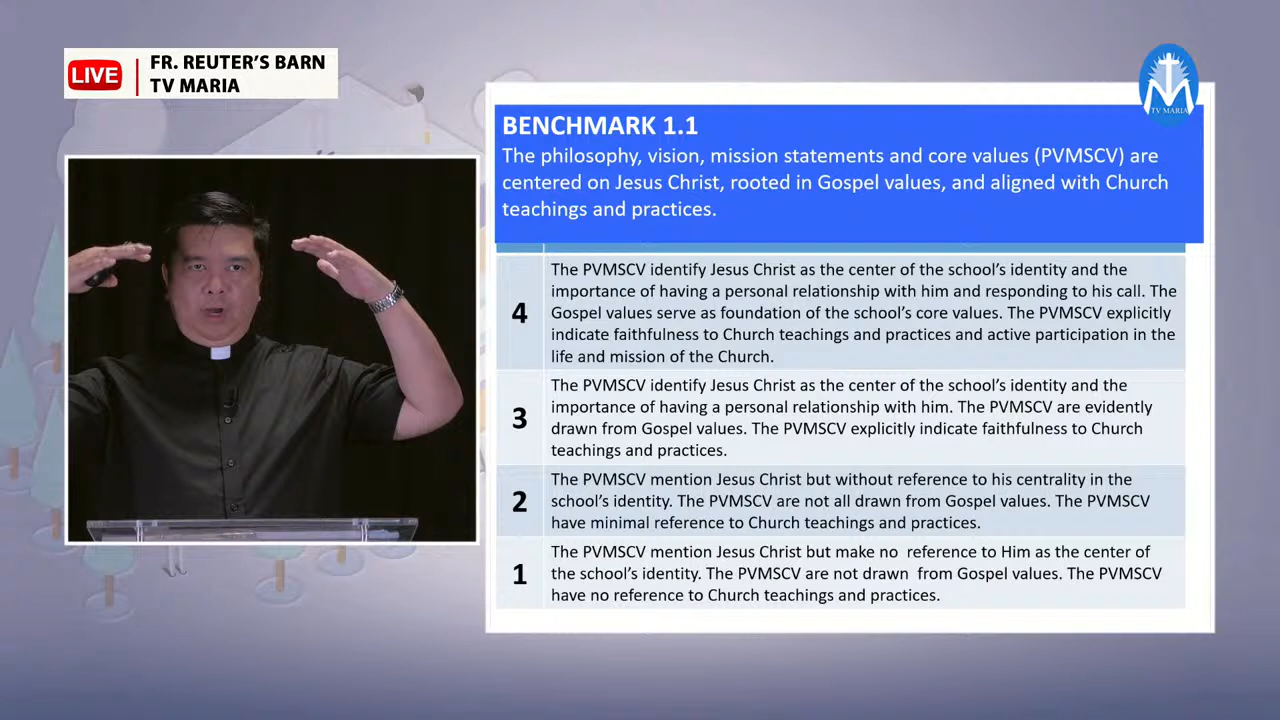 LIVE
FR. REUTER'S BARN
TV MARIA
TV MARIA
BENCHMARK 1.1
The philosophy, vision, mission statements and core values (PVMSCV) are
centered on Jesus Christ, rooted in Gospel values, and aligned with Church
teachings and practices.
4
The PVMSCV identify Jesus Christ as the center of the school's identity and the
importance of having a personal relationship with him and responding to his call. The
Gospel values serve as foundation of the school's core values. The PVMSCV explicitly
indicate faithfulness to Church teachings and practices and active participation in the
life and mission of the Church.
3
The PVMSCV identify Jesus Christ as the center of the school's identity and the
importance of having a personal relationship with him. The PVMSCV are evidently
drawn from Gospel values. The PVMSCV explicitly indicate faithfulness to Church
teachings and practices.
2
The PVMSCV mention Jesus Christ but without reference to his centrality in the
school's identity. The PVMSCV are not all drawn from Gospel values. The PVMSCV
have minimal reference to Church teachings and practices.
1
The PVMSCV mention Jesus Christ but make no reference to Him as the center of
the school's identity. The PVMSCV are not drawn from Gospel values. The PVMSCV
have no reference to Church teachings and practices.